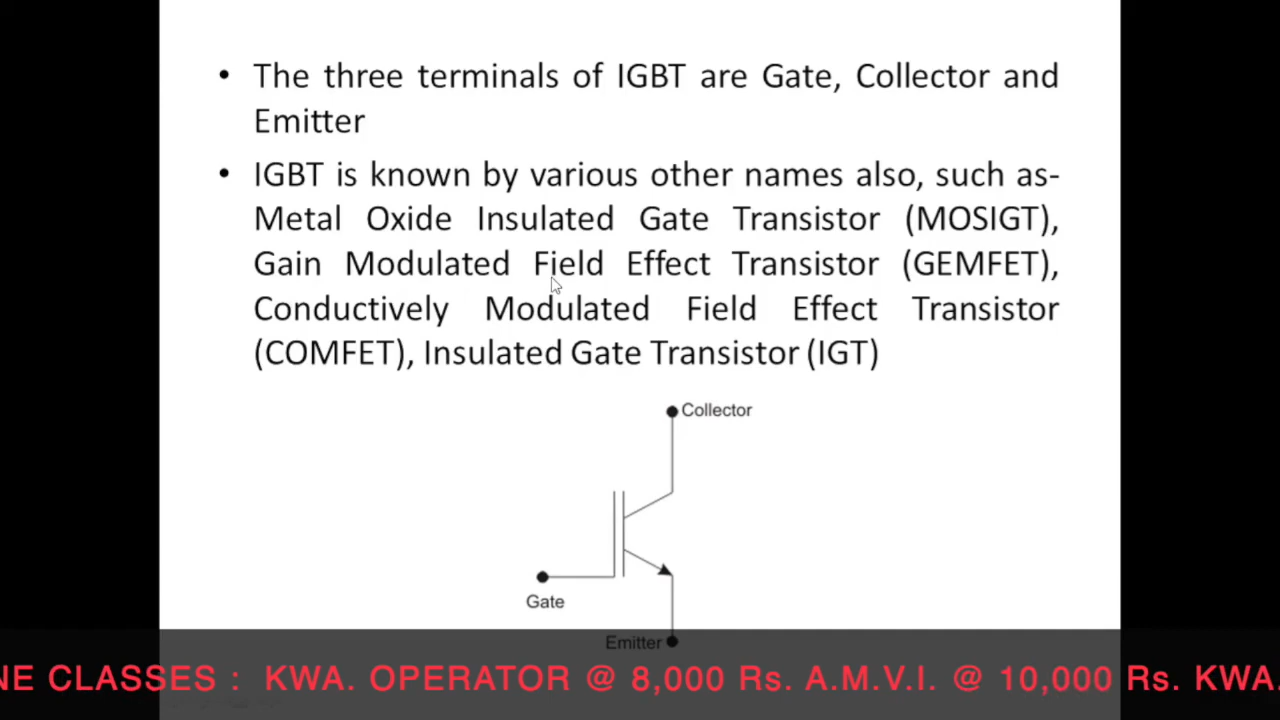 The three terminals of IGBT are Gate, Collector and
Emitter
IGBT is known by various other names also, such as-
Metal Oxide Insulated Gate Transistor (MOSIGT),
Gain Modulated Field Effect Transistor (GEMFET),
Conductively Modulated Field Effect Transistor
(COMFET), Insulated Gate Transistor (IGT)
Collector
Gate
Emitter
NE CLASSES : KWA. OPERATOR @ 8,000 Rs. A.M.V.I. @ 10,000 Rs. KWA.